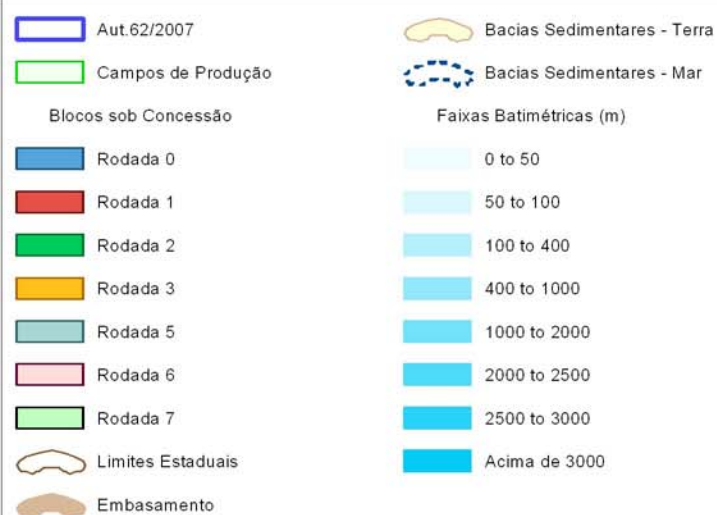 Aut.62/2007
Campos de Produção
Blocos sob Concessão
Rodada 0
Rodada 1
Rodada 2
Rodada 3
Rodada 5
Rodada 6
Rodada 7
Limites Estaduais
Embasamento
Bacias Sedimentares - Terra
Bacias Sedimentares - Mar
Faixas Batimétricas (m)
0 to 50
50 to 100
100 to 400
400 to 1000
1000 to 2000
2000 to 2500
2500 to 3000
Acima de 3000